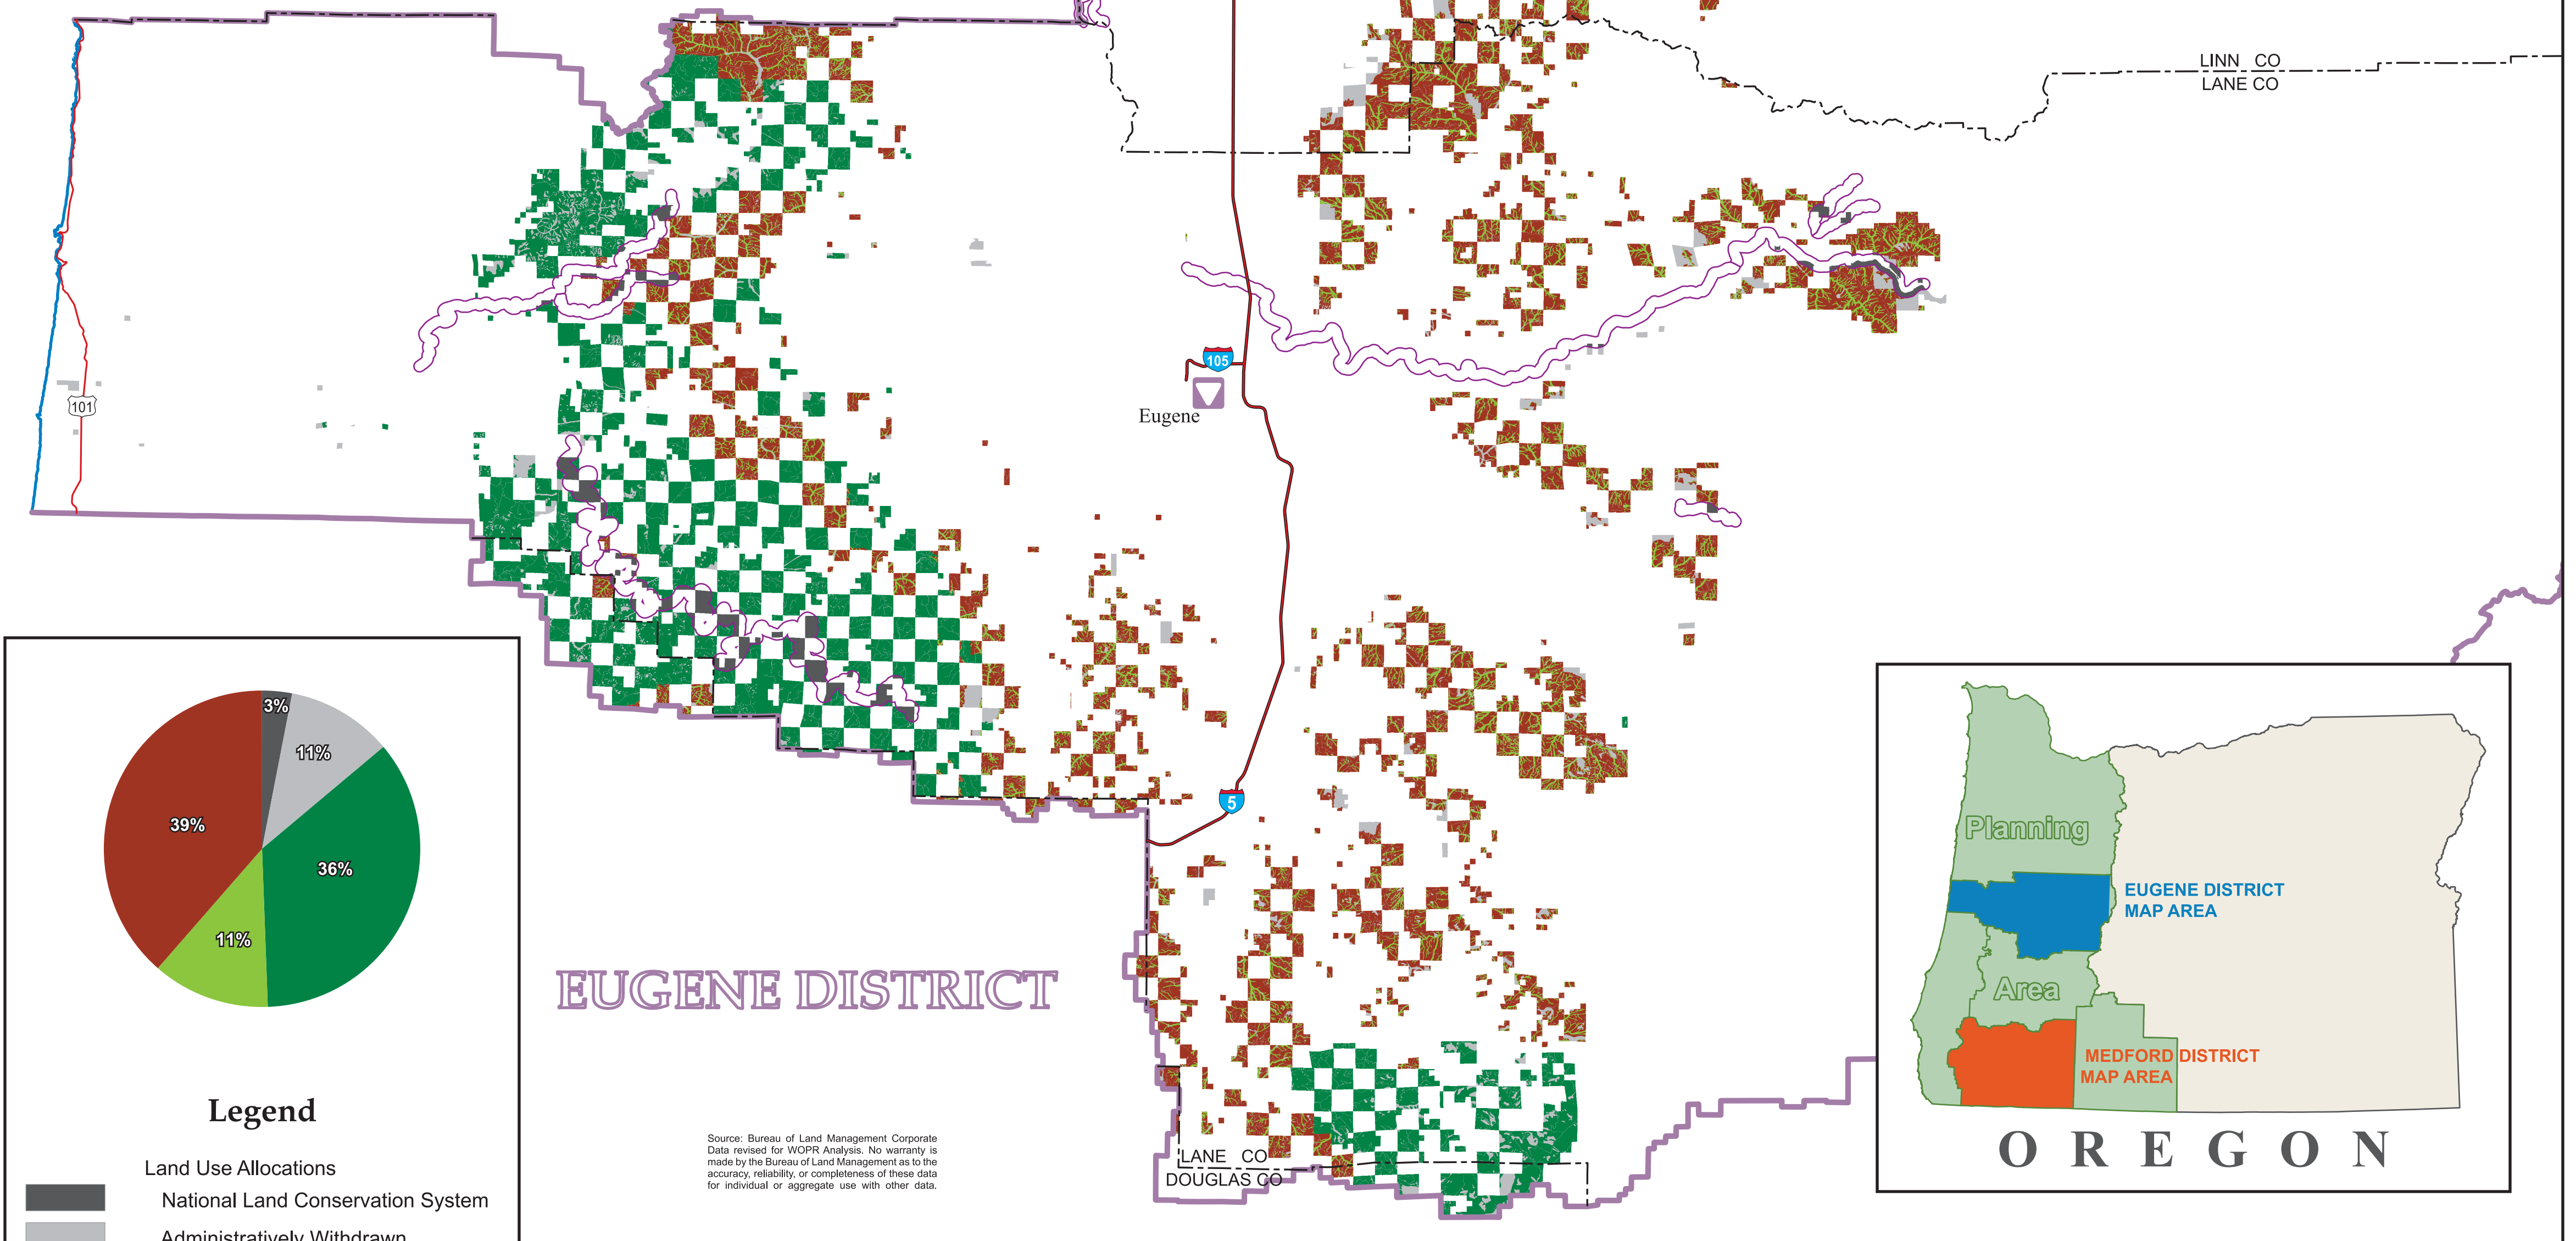 LINN CO
LANE CO
101
105
Eugene
5
3%
11%
39%
36%
11%
Legend
Land Use Allocations
National Land Conservation System
Administratively Withdrawn
EUGENE DISTRICT
Source: Bureau of Land Management Corporate
Data revised for WOPR Analysis. No warranty is
made by the Bureau of Land Management as to the
accuracy, reliability, or completeness of these data
for individual or aggregate use with other data.
LANE CO
DOUGLAS CO
Planning
EUGENE DISTRICT
MAP AREA
Area
MEDFORD DISTRICT
MAP AREA
OREGON